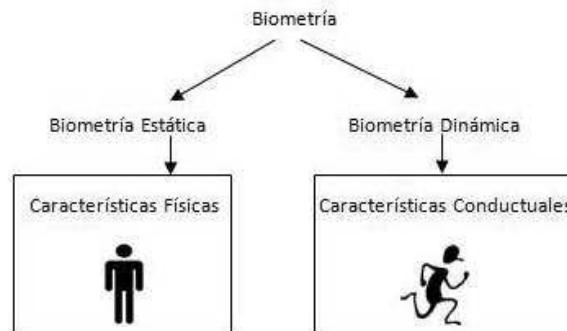 Biometría
Biometría Estática
Biometría Dinámica
Características Físicas
Características Conductuales